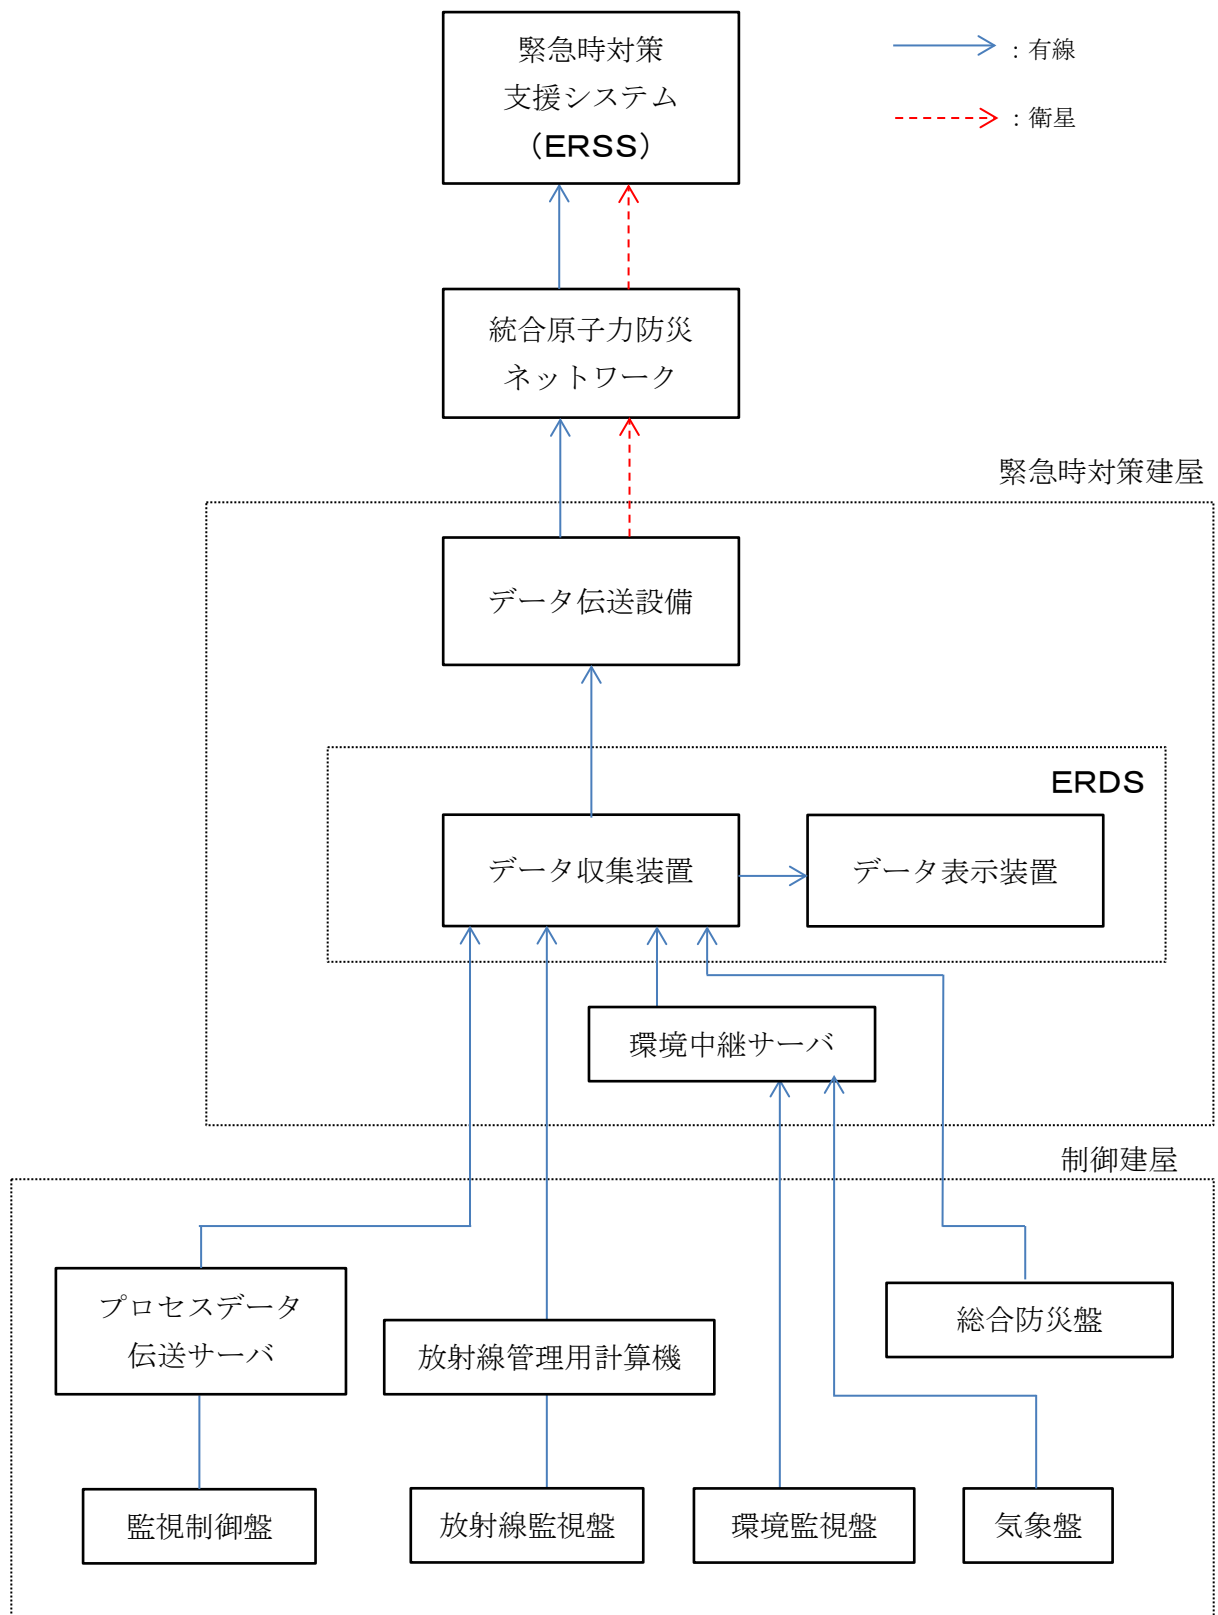 緊急時対策
支援システム
（ERSS）
：有線
：衛星
統合原子力防災
ネットワーク
緊急時対策建屋
データ伝送設備
ERDS
データ収集装置
データ表示装置
環境中継サーバ
制御建屋
プロセスデータ
伝送サーバ
放射線管理用計算機
総合防災盤
監視制御盤
放射線監視盤
環境監視盤
気象盤